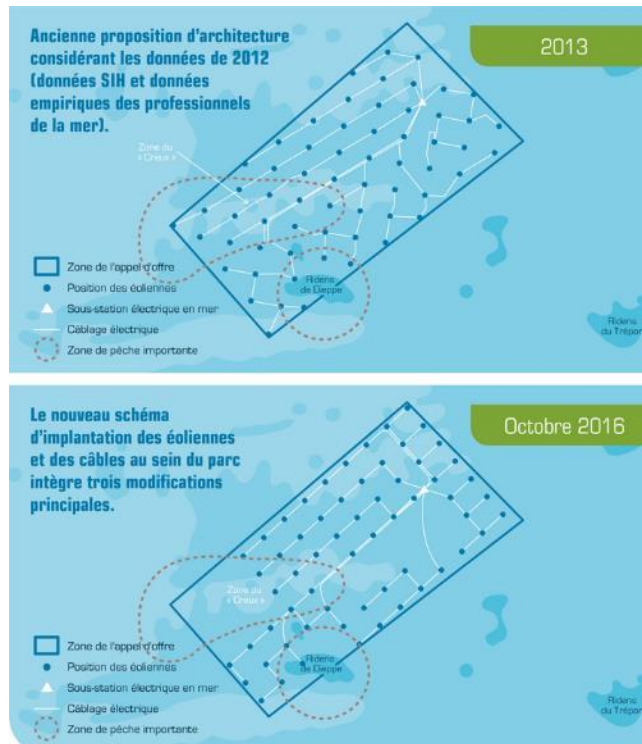 Ancienne proposition d'architecture
considérant les données de 2012
(données SIH et données
empiriques des professionnels
de la mer).
2013
Zone du
« Creux »
Ridens
de Dieppe
Zone de l'appel d'offre
Position des éoliennes
Sous-station électrique en mer
Câblage électrique
Zone de pêche importante
Ridens
du Trépor
Le nouveau schéma
d'implantation des éoliennes
et des câbles au sein du parc
intègre trois modifications
principales.
Octobre 2016
Zone du
« Creux »
Ridens
de Dieppe
Zone de l'appel d'offre
Position des éoliennes
Sous-station électrique en mer
Câblage électrique
Zone de pêche importante
Ridens
du Trépor